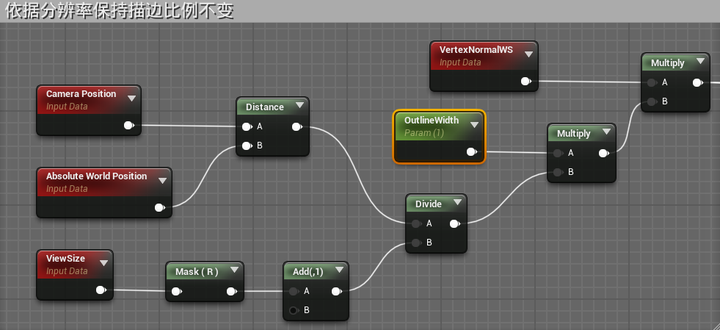 依据分辨率保持描边比例不变
VertexNormalWS
Input Data
Multiply
A
B
Camera Position
Input Data
Distance
A
B
OutlineWidth
Param (1)
Multiply
A
B
Absolute World Position
Input Data
Divide
A
B
ViewSize
Input Data
Mask ( R )
Add(,1)
A
B